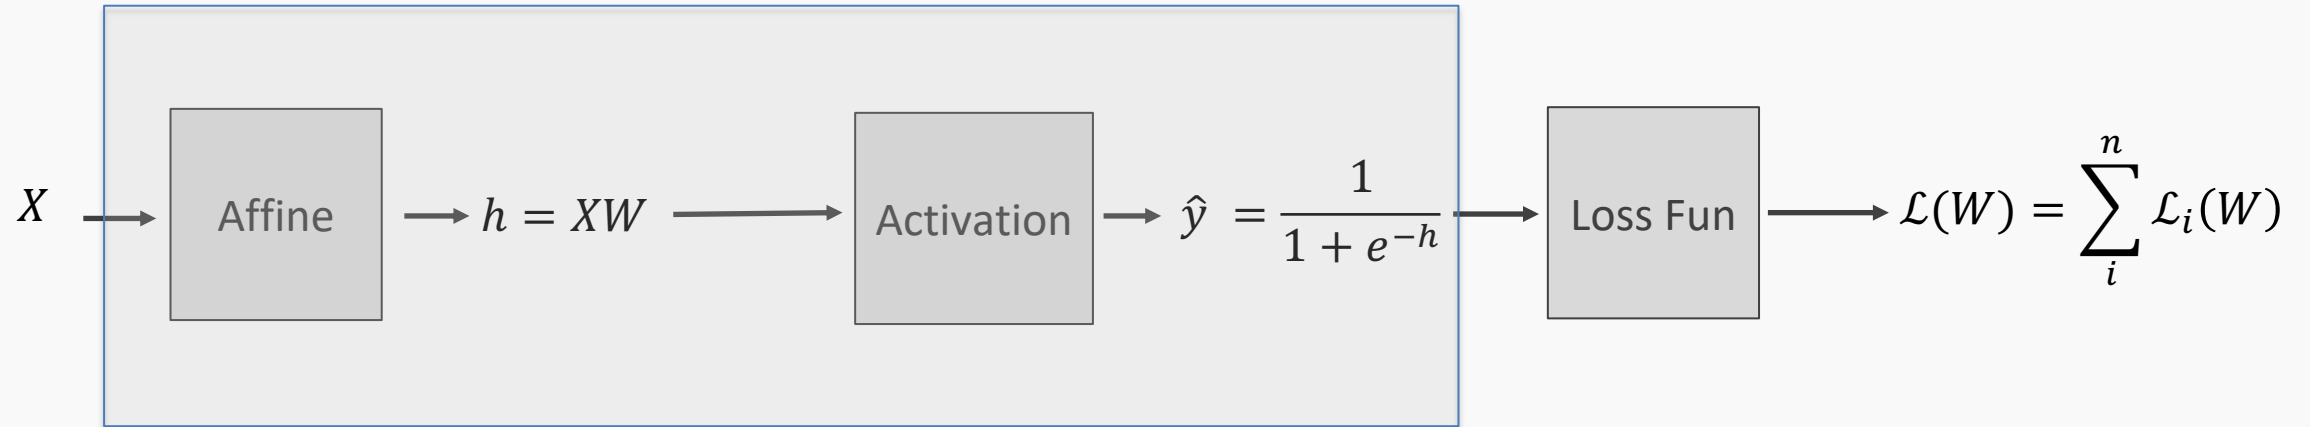 X
Affine
h = XW
Activation
ŷ = 1 / (1 + e^{-h})
Loss Fun
ℒ(W) = ∑_{i}^{n} ℒ_i(W)